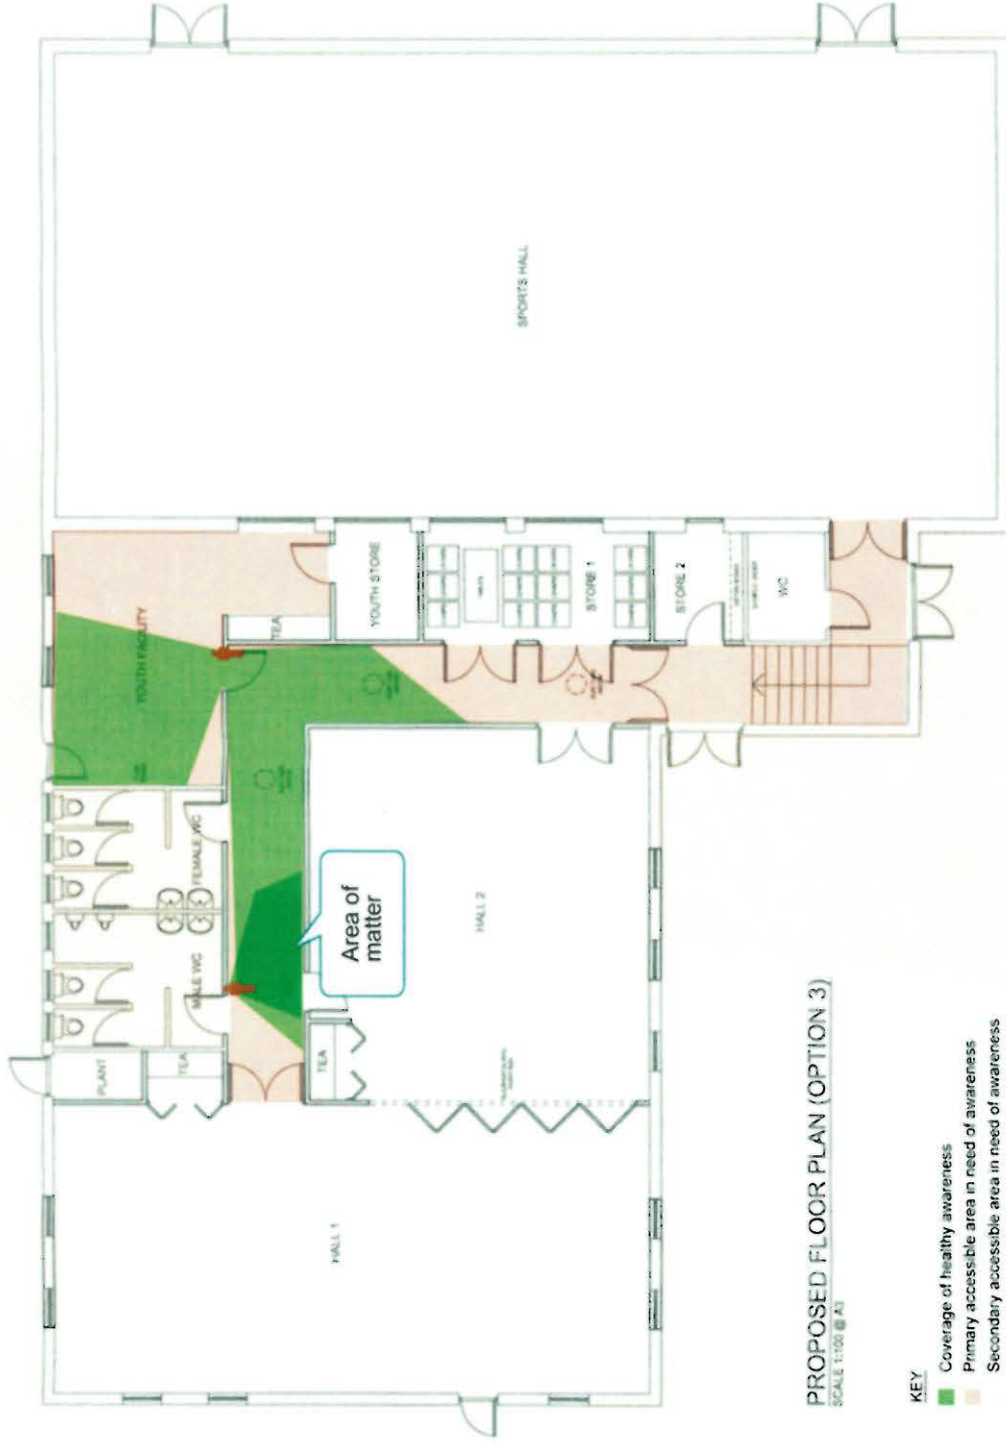 SPORTS HALL
YOUTH FACILITY
TEA
YOUTH STORE
STORE 1
STORE 2
WC
FEMALE WC
MALE WC
PLANT
TEA
TEA
Area of
matter
HALL 2
HALL 1
PROPOSED FLOOR PLAN (OPTION 3)
SCALE 1:100 @ A3
KEY
Coverage of healthy awareness
Primary accessible area in need of awareness
Secondary accessible area in need of awareness